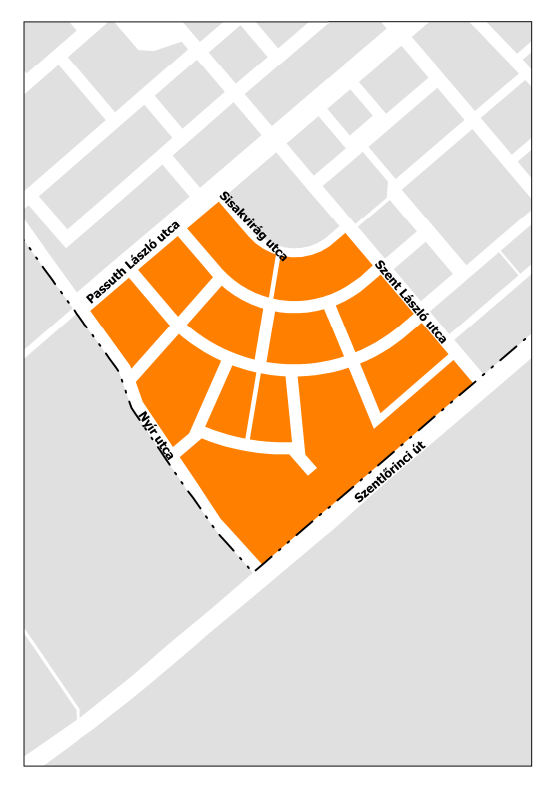 Sisakvirág utca
Passuth László utca
Szent László utca
Nyír utca
Szentlőrinci út